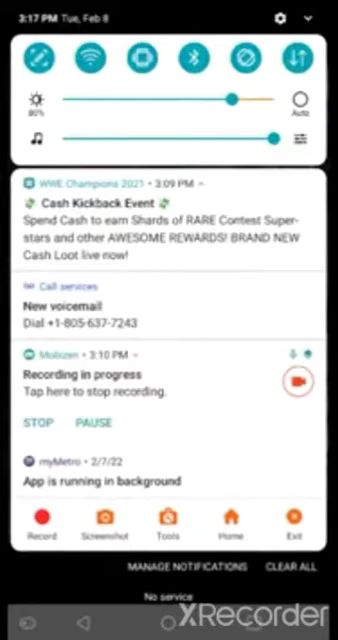 3:17 PM Tue, Feb 8
80%
Auto
WWE Champions 2021 • 3:09 PM
Cash Kickback Event
Spend Cash to earn Shards of RARE Contest Super-
stars and other AWESOME REWARDS! BRAND NEW
Cash Loot live now!
Call services
New voicemail
Dial +1-805-637-7243
Mobizen • 3:10 PM
Recording in progress
Tap here to stop recording.
STOP PAUSE
myMetro • 2/7/22
App is running in background
Record Screenshot Tools Home Exit
MANAGE NOTIFICATIONS CLEAR ALL
No service
XRecorder